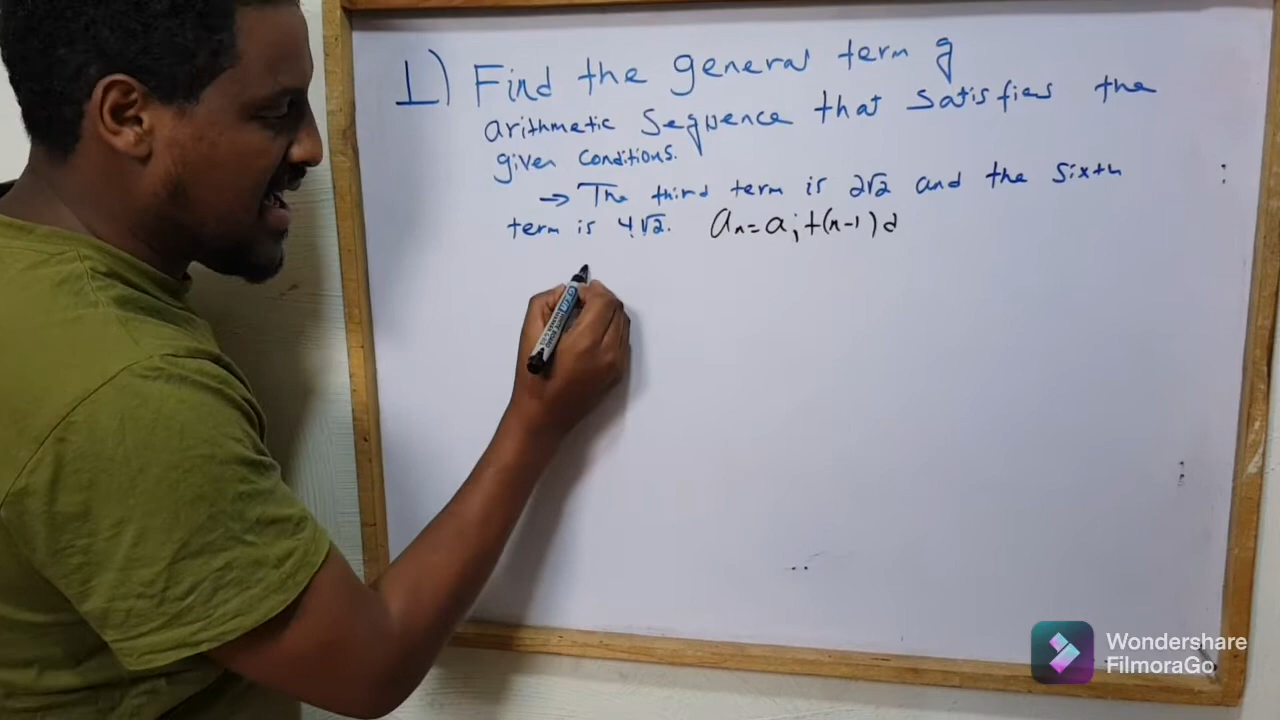 1) Find the general term of
arithmetic Sequence that satisfies the
given conditions.
→ The third term is 2√2 and the sixth
term is 4√2. aₙ=a₁+(n-1)d
Wondershare
FilmoraGo